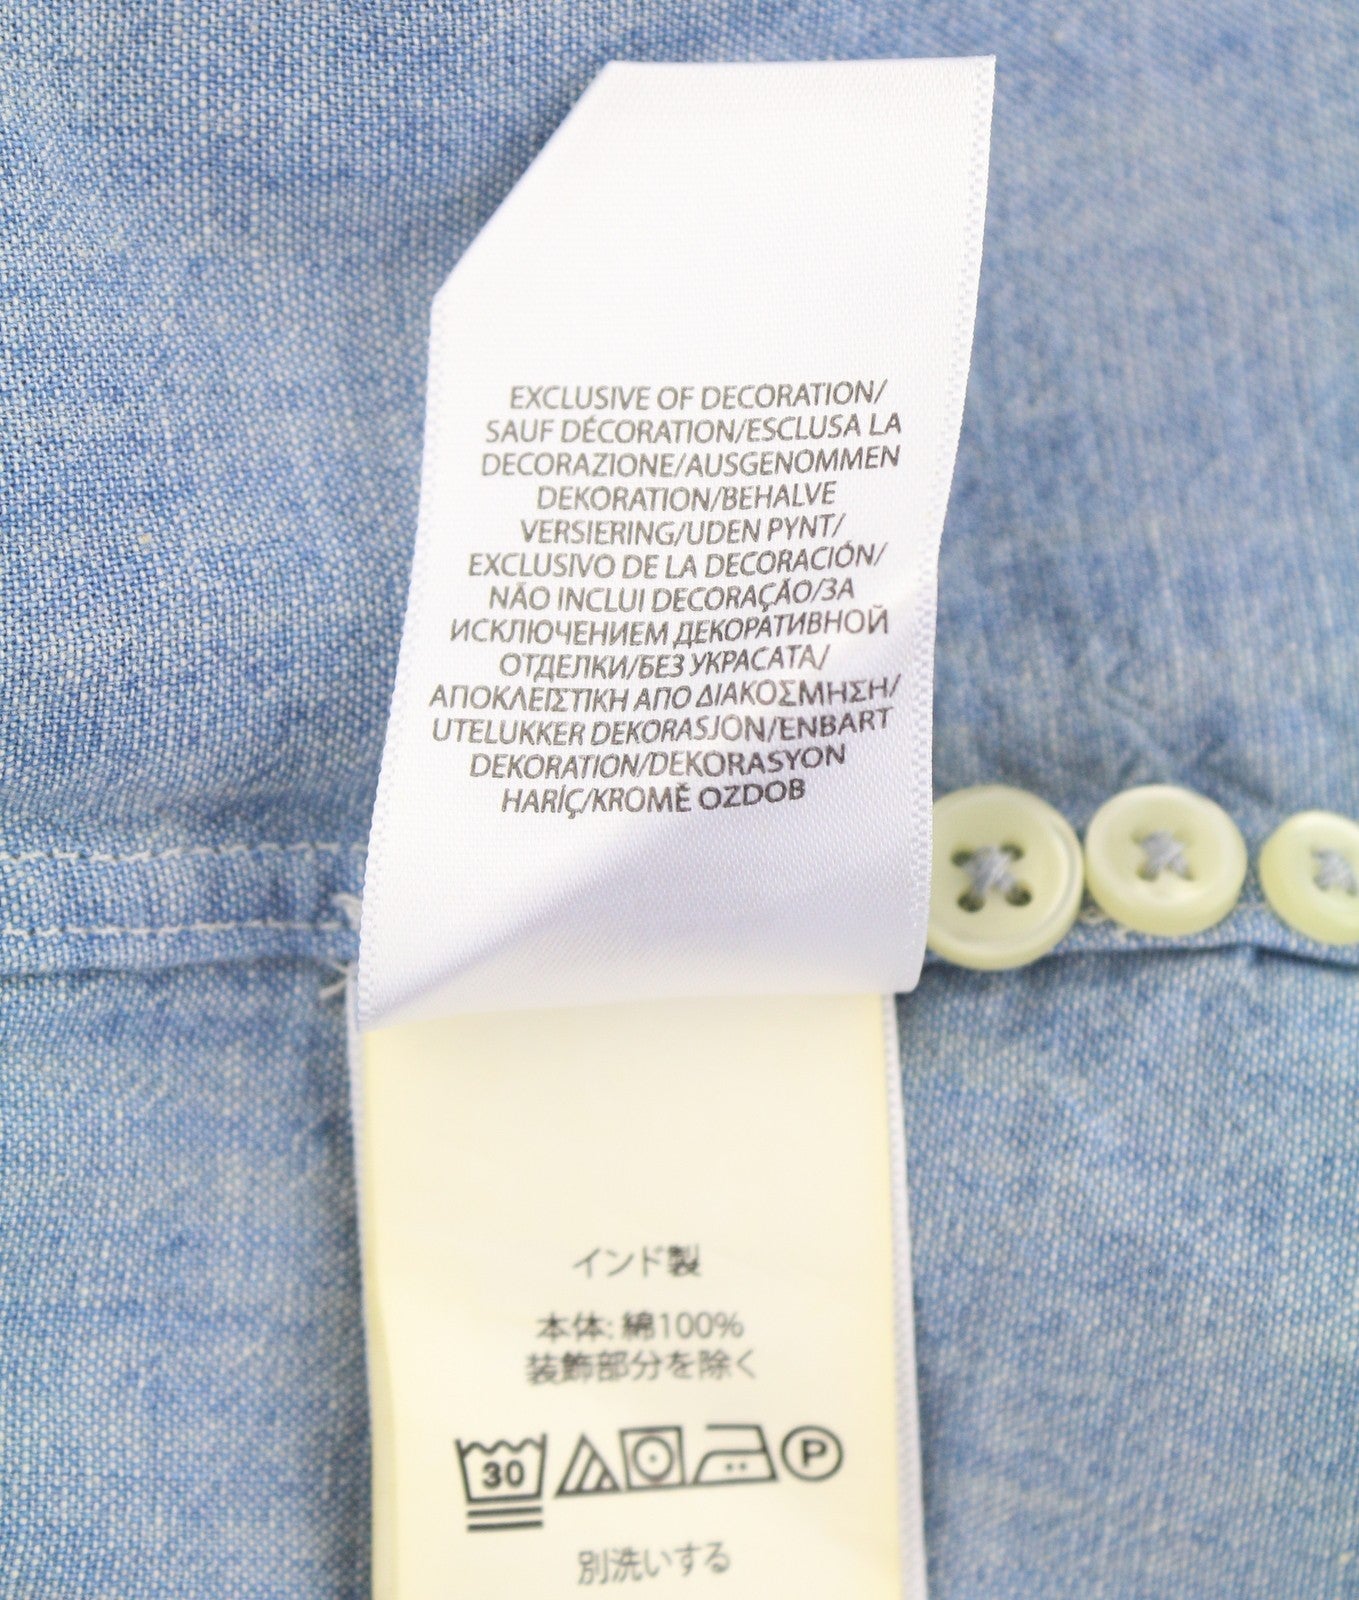 EXCLUSIVE OF DECORATION/
SAUF DÉCORATION/ESCLUSA LA
DECORAZIONE/AUSGENOMMEN
DEKORATION/BEHALVE
VERSIERING/UDEN PYNT/
EXCLUSIVO DE LA DECORACIÓN/
NÃO INCLUI DECORAÇÃO/ЗА
ИСКЛЮЧЕНИЕМ ДЕКОРАТИВНОЙ
ОТДЕЛКИ/БЕЗ УКРАСАТА/
ΑΠΟΚΛΕΙΣΤΙΚΗ ΑΠΟ ΔΙΑΚΟΣΜΗΣΗ/
UTELUKKER DEKORASJON/ENBART
DEKORATION/DEKORASYON
HARİÇ/KROMĚ OZDOB
インド製
本体: 綿100%
装飾部分を除く
30 P
別洗いする